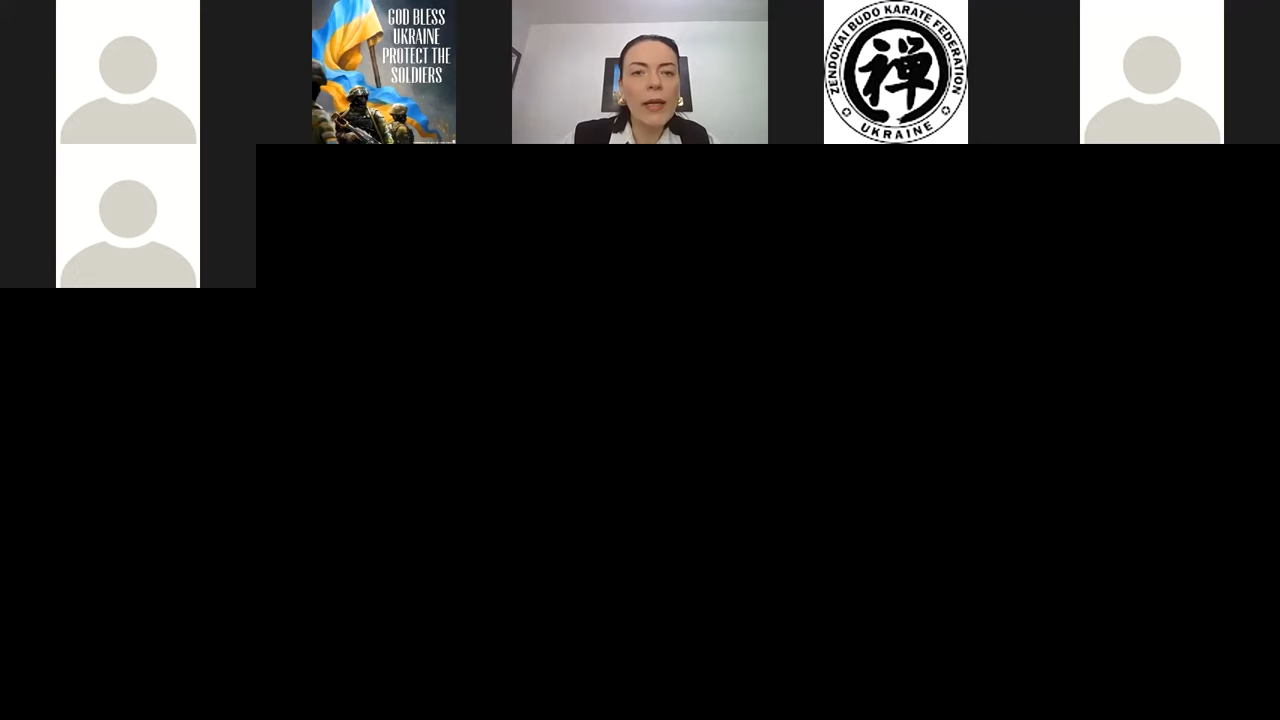 GOD BLESS
UKRAINE
PROTECT THE
SOLDIERS
ZENDOKAI BUDO KARATE FEDERATION
禅
UKRAINE